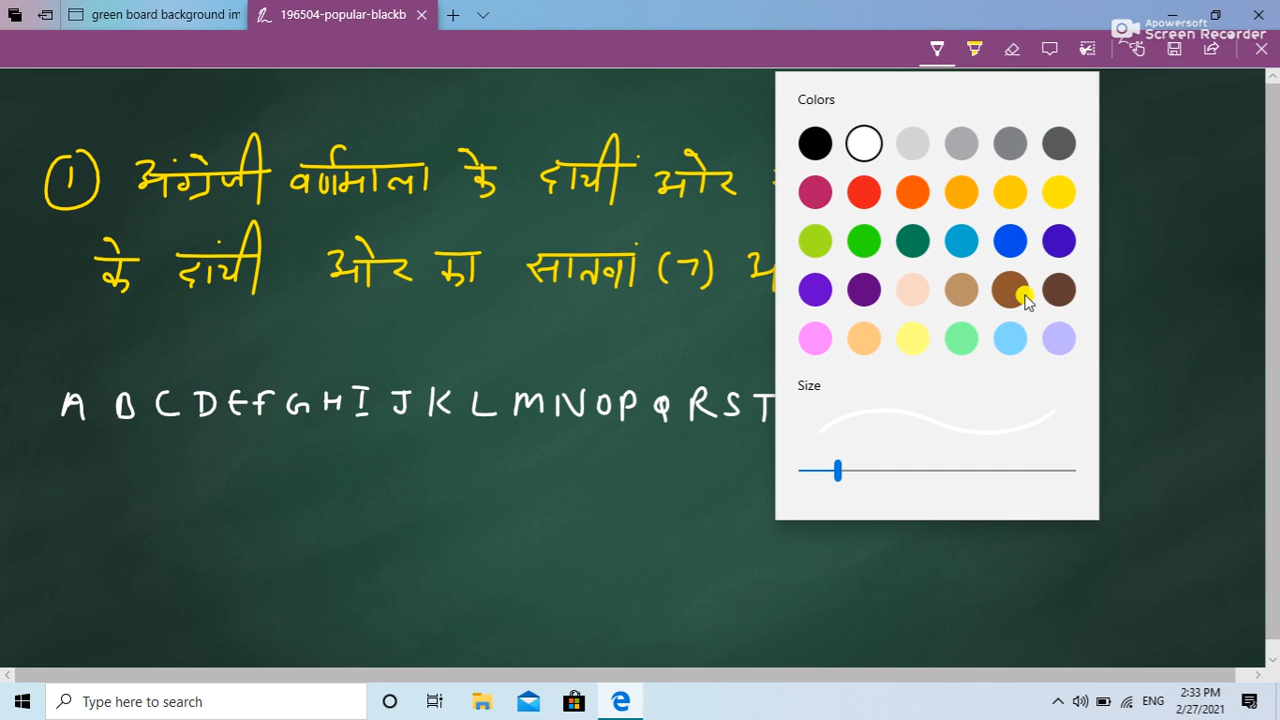 green board background im
196504-popular-blackb
Apowersoft
Screen Recorder
Colors
① अंग्रेजी वर्णमाला के दायी ओर
के दांयी ओर का सातवां (7)
A B C D E F G H I J K L M N O P Q R S T
Size
Type here to search
ENG
2:33 PM
2/27/2021